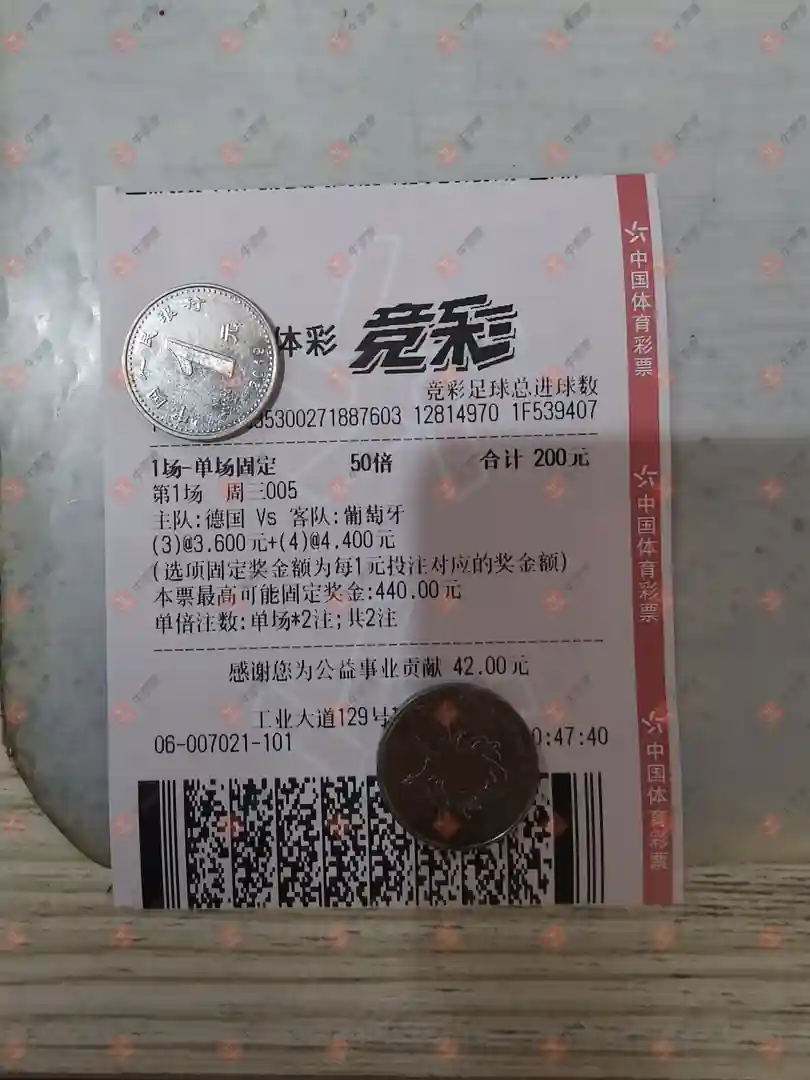 体彩 竞彩
竞彩足球总进球数
5300271887603 12814970 1F539407
1场-单场固定 50倍 合计 200元
第1场 周三005
主队:德国 Vs 客队:葡萄牙
(3)@3.600元+(4)@4.400元
(选项固定奖金额为每1元投注对应的奖金额)
本票最高可能固定奖金:440.00元
单倍注数:单场*2注;共2注
感谢您为公益事业贡献 42.00元
工业大道129号
06-007021-101 0:47:40
中国体育彩票
中国体育彩票
中国体育彩票
1元